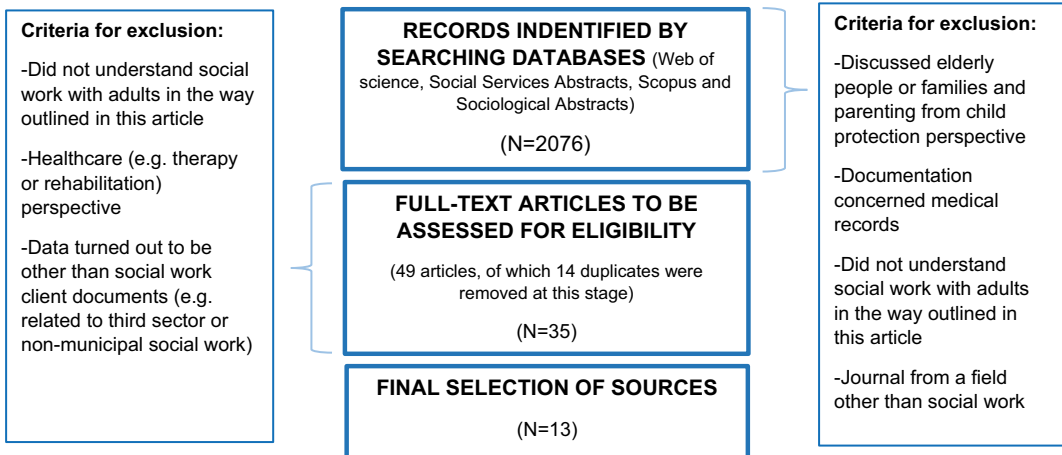 Criteria for exclusion:
-Did not understand social
work with adults in the way
outlined in this article
-Healthcare (e.g. therapy
or rehabilitation)
perspective
-Data turned out to be
other than social work
client documents (e.g.
related to third sector or
non-municipal social work)
RECORDS INDENTIFIED BY
SEARCHING DATABASES (Web of
science, Social Services Abstracts, Scopus and
Sociological Abstracts)
(N=2076)
FULL-TEXT ARTICLES TO BE
ASSESSED FOR ELIGIBILITY
(49 articles, of which 14 duplicates were
removed at this stage)
(N=35)
FINAL SELECTION OF SOURCES
(N=13)
Criteria for exclusion:
-Discussed elderly
people or families and
parenting from child
protection perspective
-Documentation
concerned medical
records
-Did not understand
social work with adults
in the way outlined in
this article
-Journal from a field
other than social work